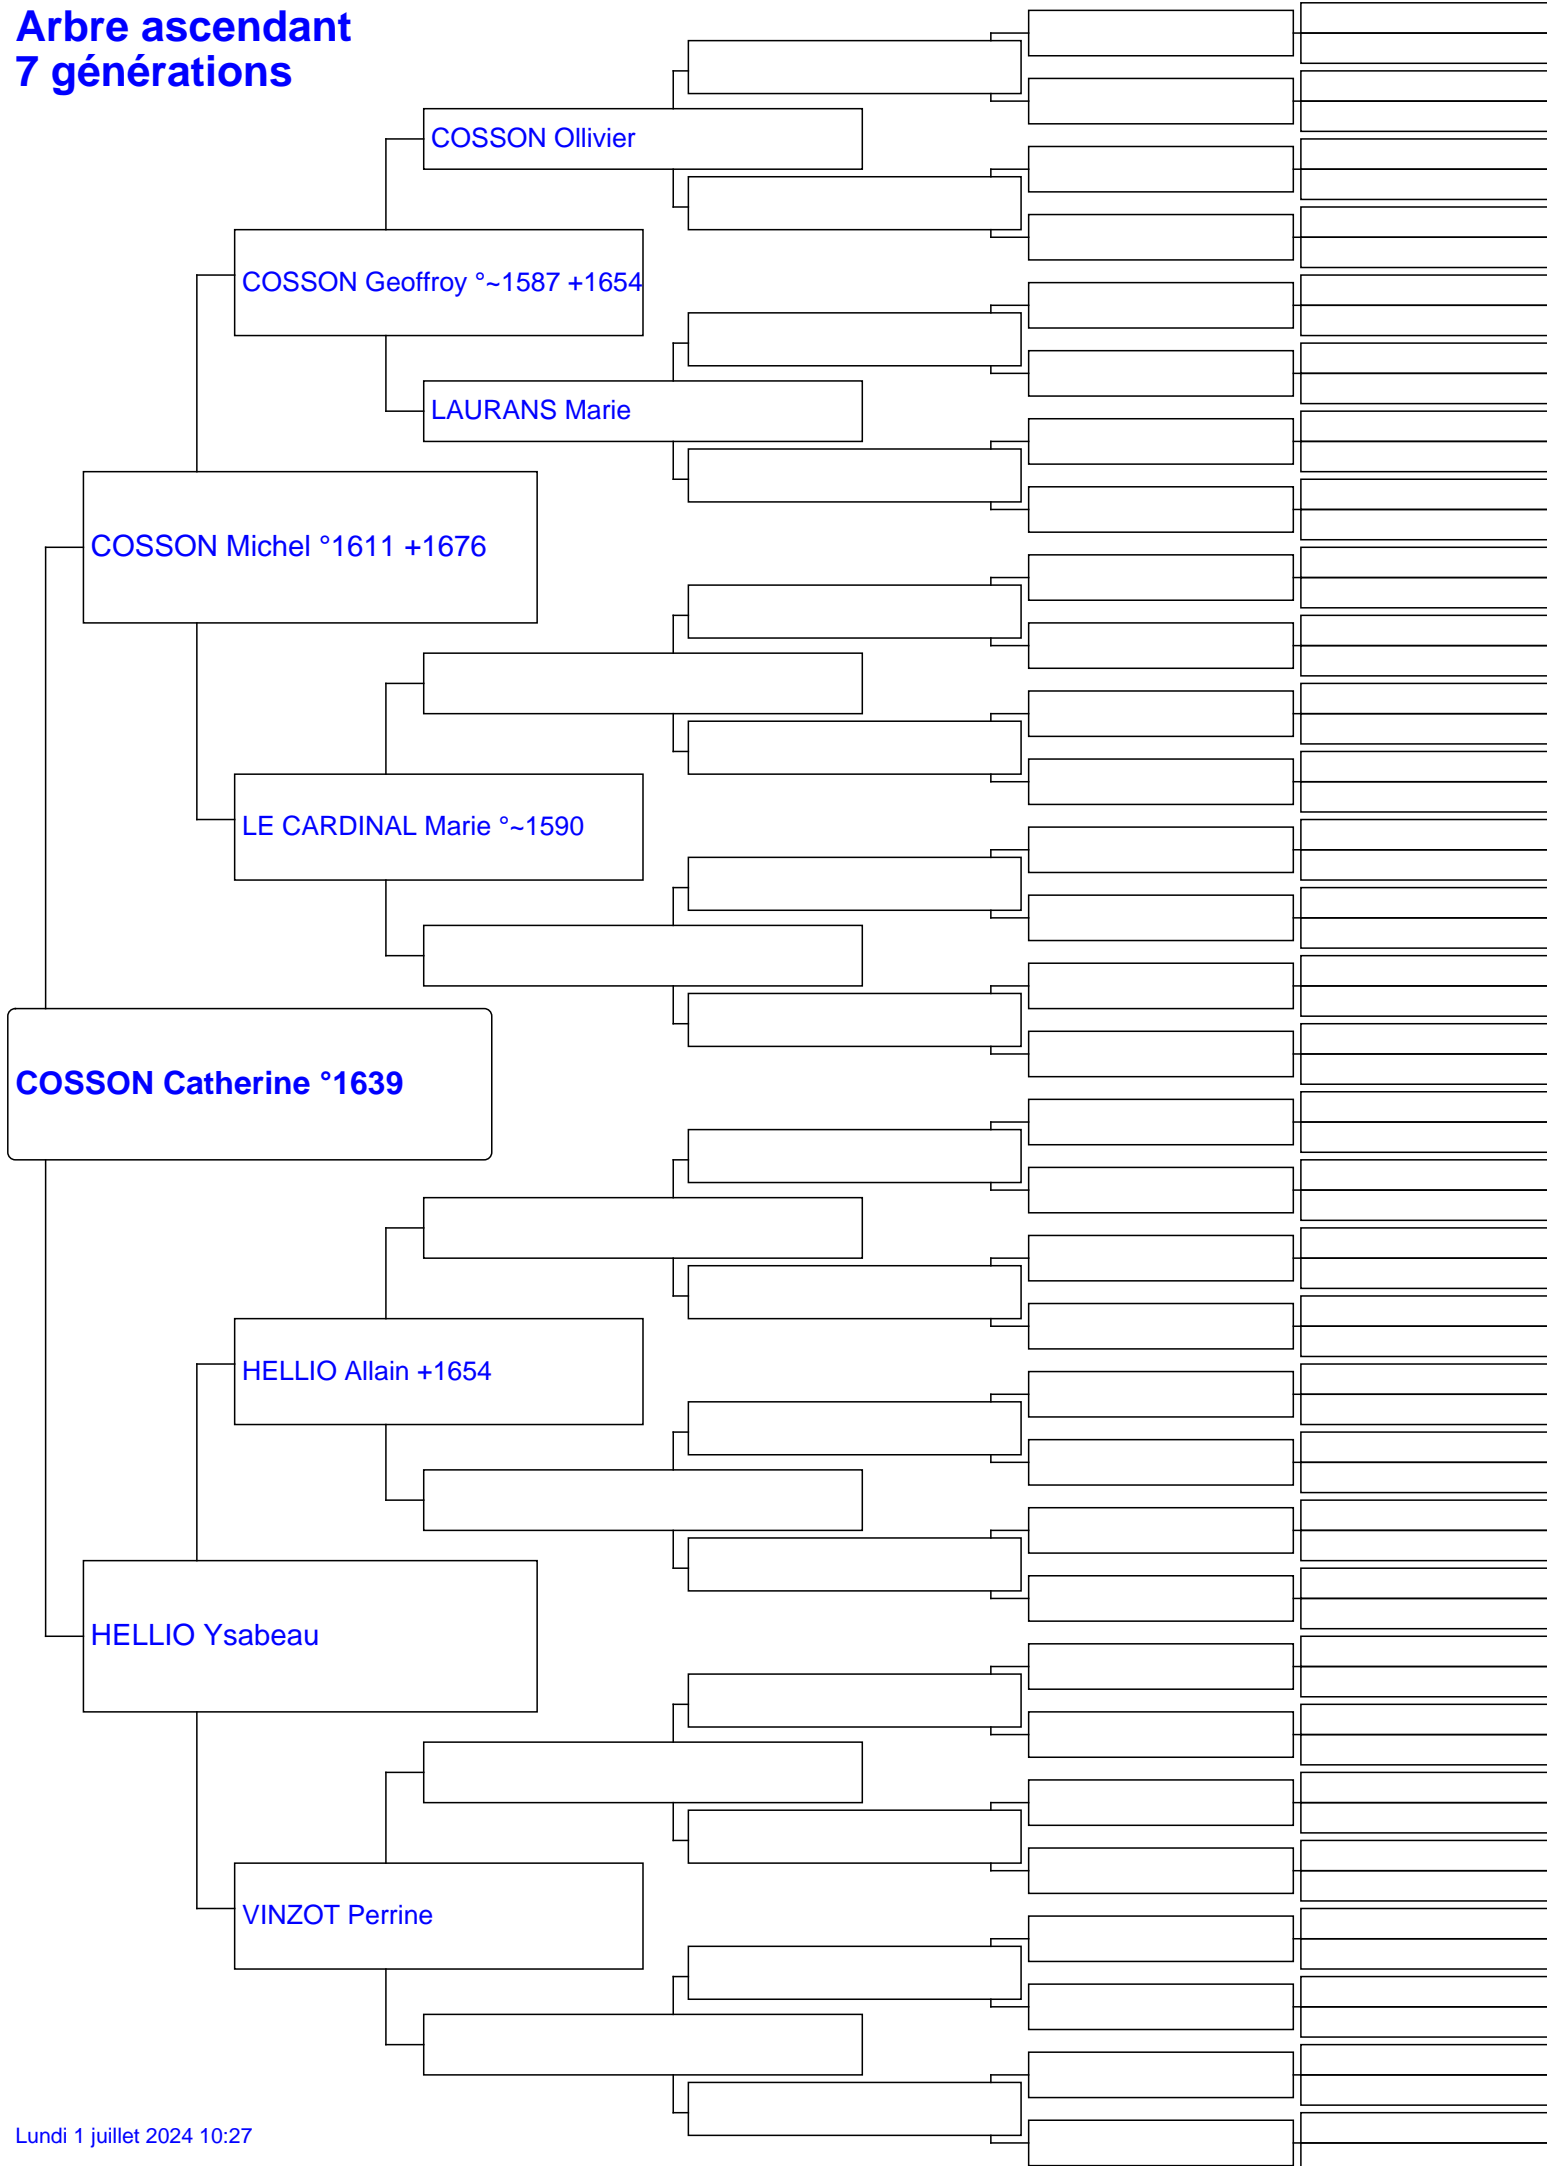 Arbre ascendant
7 générations
COSSON Ollivier
COSSON Geoffroy °~1587 +1654
LAURANS Marie
COSSON Michel °1611 +1676
LE CARDINAL Marie °~1590
COSSON Catherine °1639
HELLIO Allain +1654
HELLIO Ysabeau
VINZOT Perrine
Lundi 1 juillet 2024 10:27